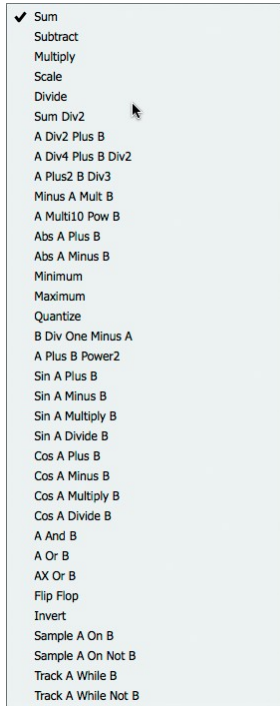 Sum
Subtract
Multiply
Scale
Divide
Sum Div2
A Div2 Plus B
A Div4 Plus B Div2
A Plus2 B Div3
Minus A Mult B
A Multi10 Pow B
Abs A Plus B
Abs A Minus B
Minimum
Maximum
Quantize
B Div One Minus A
A Plus B Power2
Sin A Plus B
Sin A Minus B
Sin A Multiply B
Sin A Divide B
Cos A Plus B
Cos A Minus B
Cos A Multiply B
Cos A Divide B
A And B
A Or B
AX Or B
Flip Flop
Invert
Sample A On B
Sample A On Not B
Track A While B
Track A While Not B